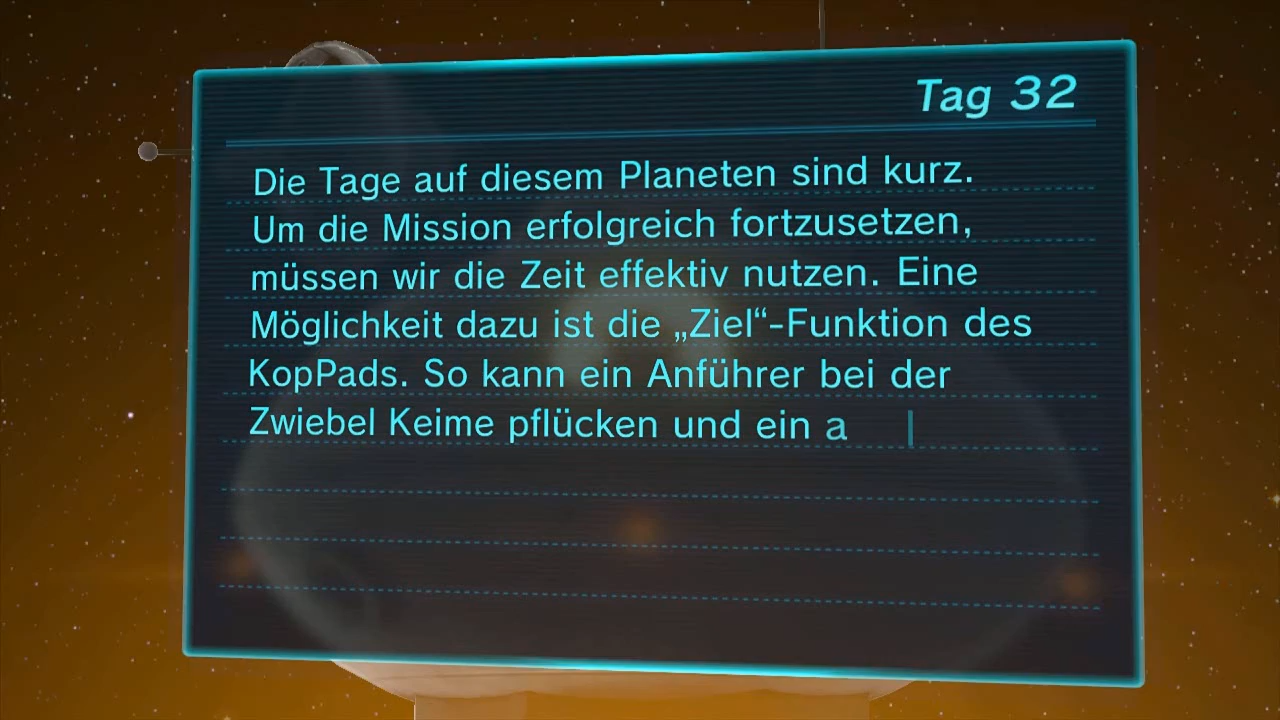 Tag 32
Die Tage auf diesem Planeten sind kurz.
Um die Mission erfolgreich fortzusetzen,
müssen wir die Zeit effektiv nutzen. Eine
Möglichkeit dazu ist die „Ziel“-Funktion des
KopPads. So kann ein Anführer bei der
Zwiebel Keime pflücken und ein a